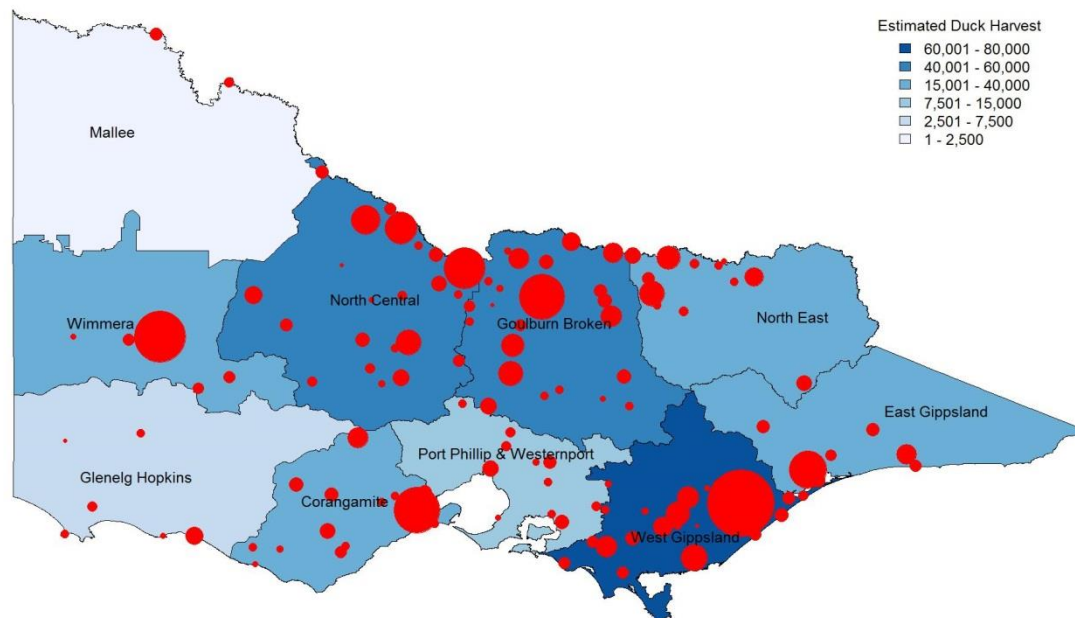 Estimated Duck Harvest
60,001 - 80,000
40,001 - 60,000
15,001 - 40,000
7,501 - 15,000
2,501 - 7,500
1 - 2,500
Mallee
North Central
Wimmera
Goulburn Broken
North East
East Gippsland
Port Phillip & Westernport
Glenelg Hopkins
Corangamite
West Gippsland